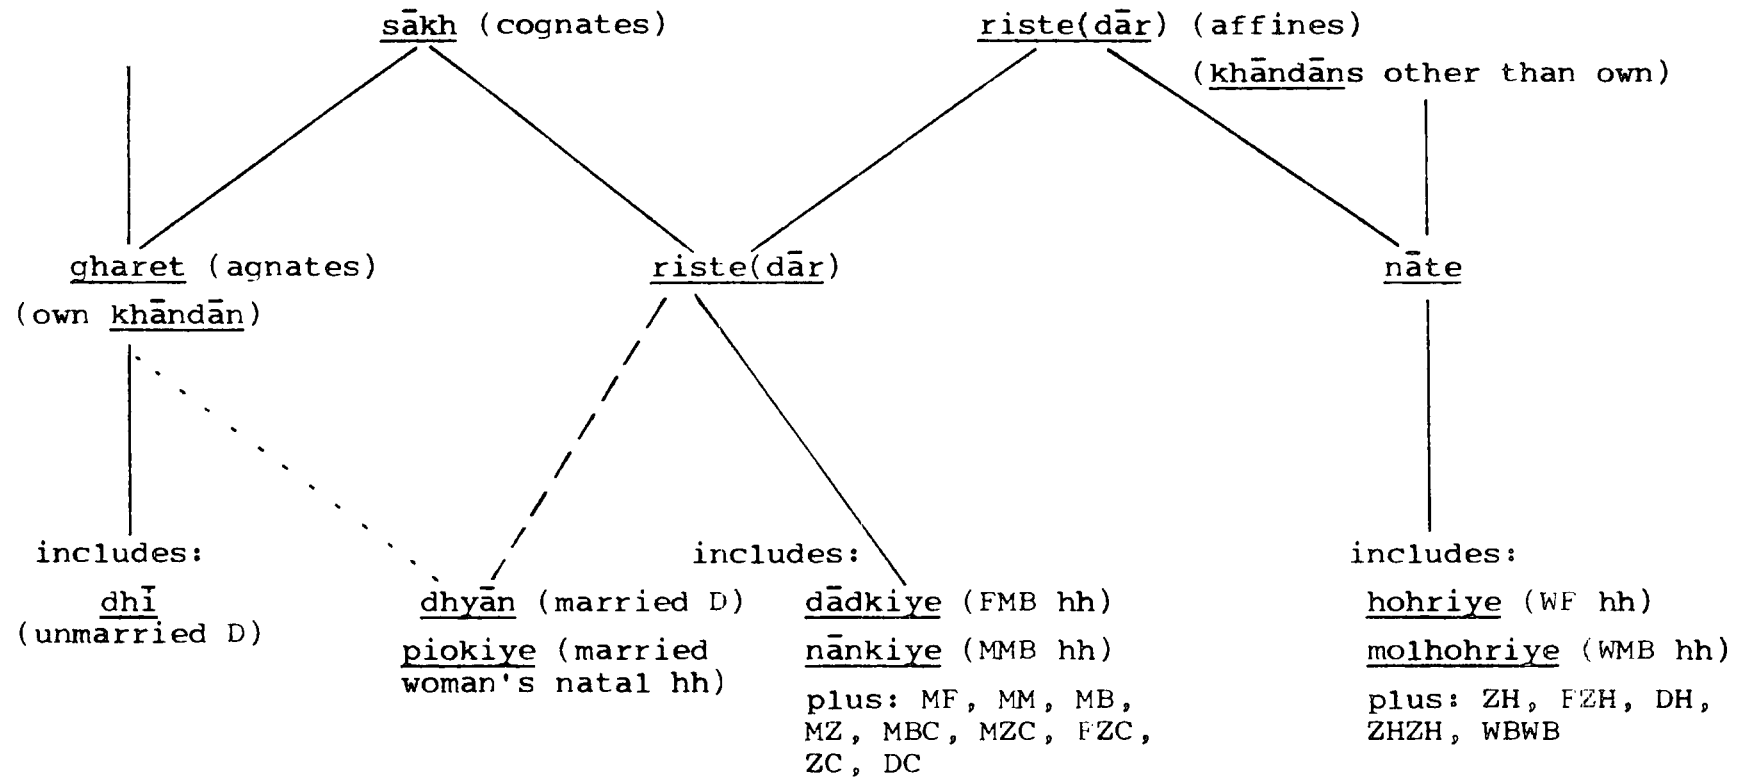 sākh (cognates)
riste(dār) (affines)
(khāndāns other than own)
gharet (agnates)
(own khāndān)
riste(dār)
nāte
includes:
dhī
(unmarried D)
dhyān (married D)
piokiye (married
woman's natal hh)
includes:
dādkiye (FMB hh)
nānkiye (MMB hh)
plus: MF, MM, MB,
MZ, MBC, MZC, FZC,
ZC, DC
includes:
hohriye (WF hh)
molhohriye (WMB hh)
plus: ZH, FZH, DH,
ZHZH, WBWB